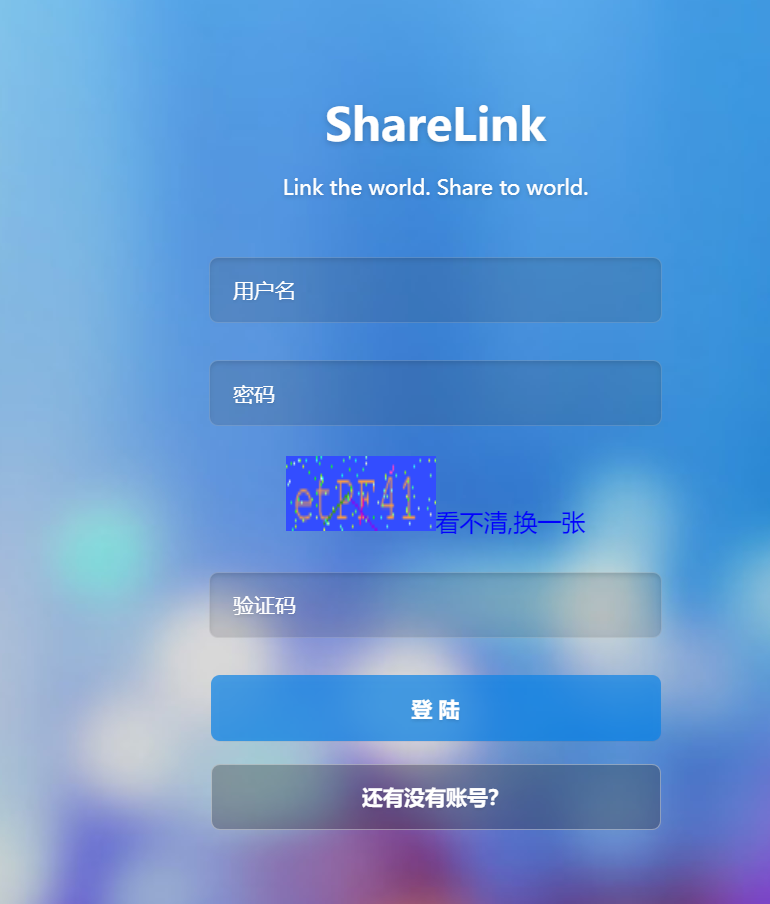 ShareLink
Link the world. Share to world.
用户名
密码
etPF41
看不清,换一张
验证码
登 陆
还有没有账号？